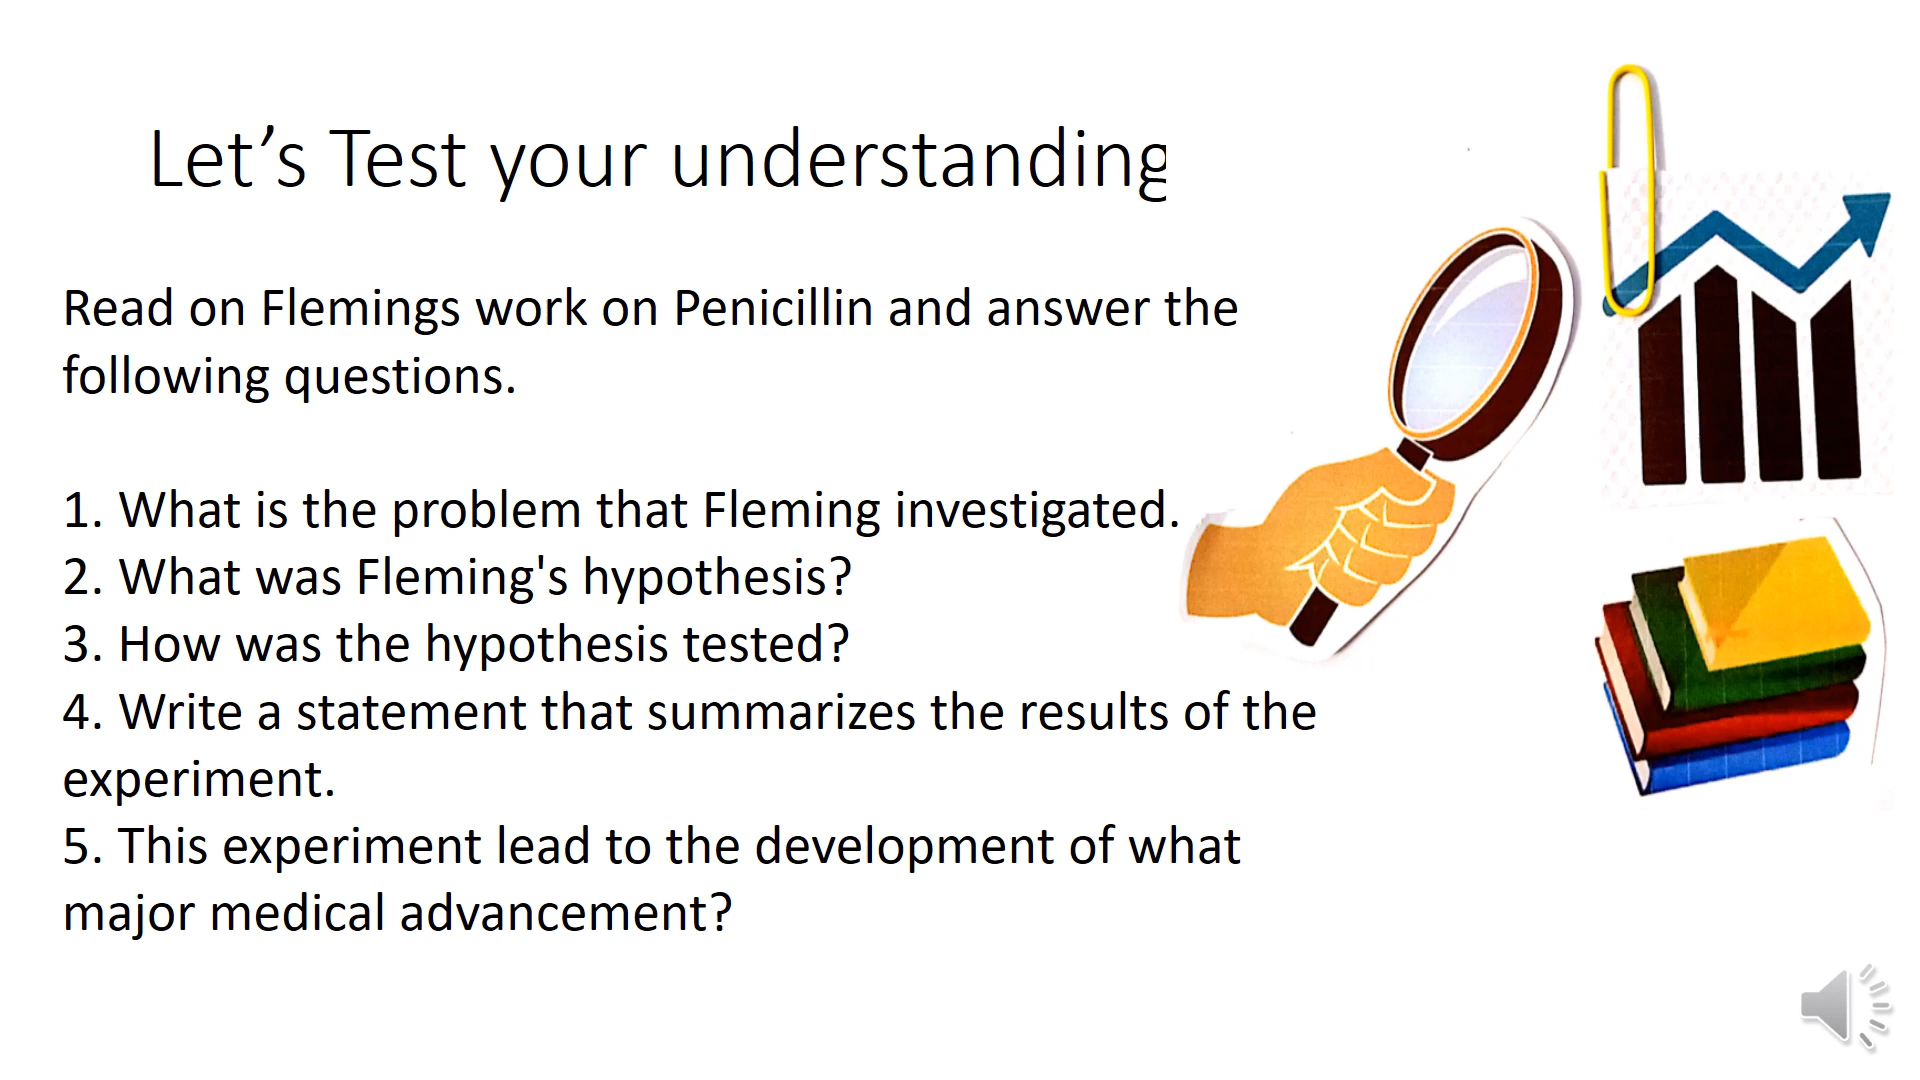 Let’s Test your understanding
Read on Flemings work on Penicillin and answer the
following questions.
1. What is the problem that Fleming investigated.
2. What was Fleming's hypothesis?
3. How was the hypothesis tested?
4. Write a statement that summarizes the results of the
experiment.
5. This experiment lead to the development of what
major medical advancement?